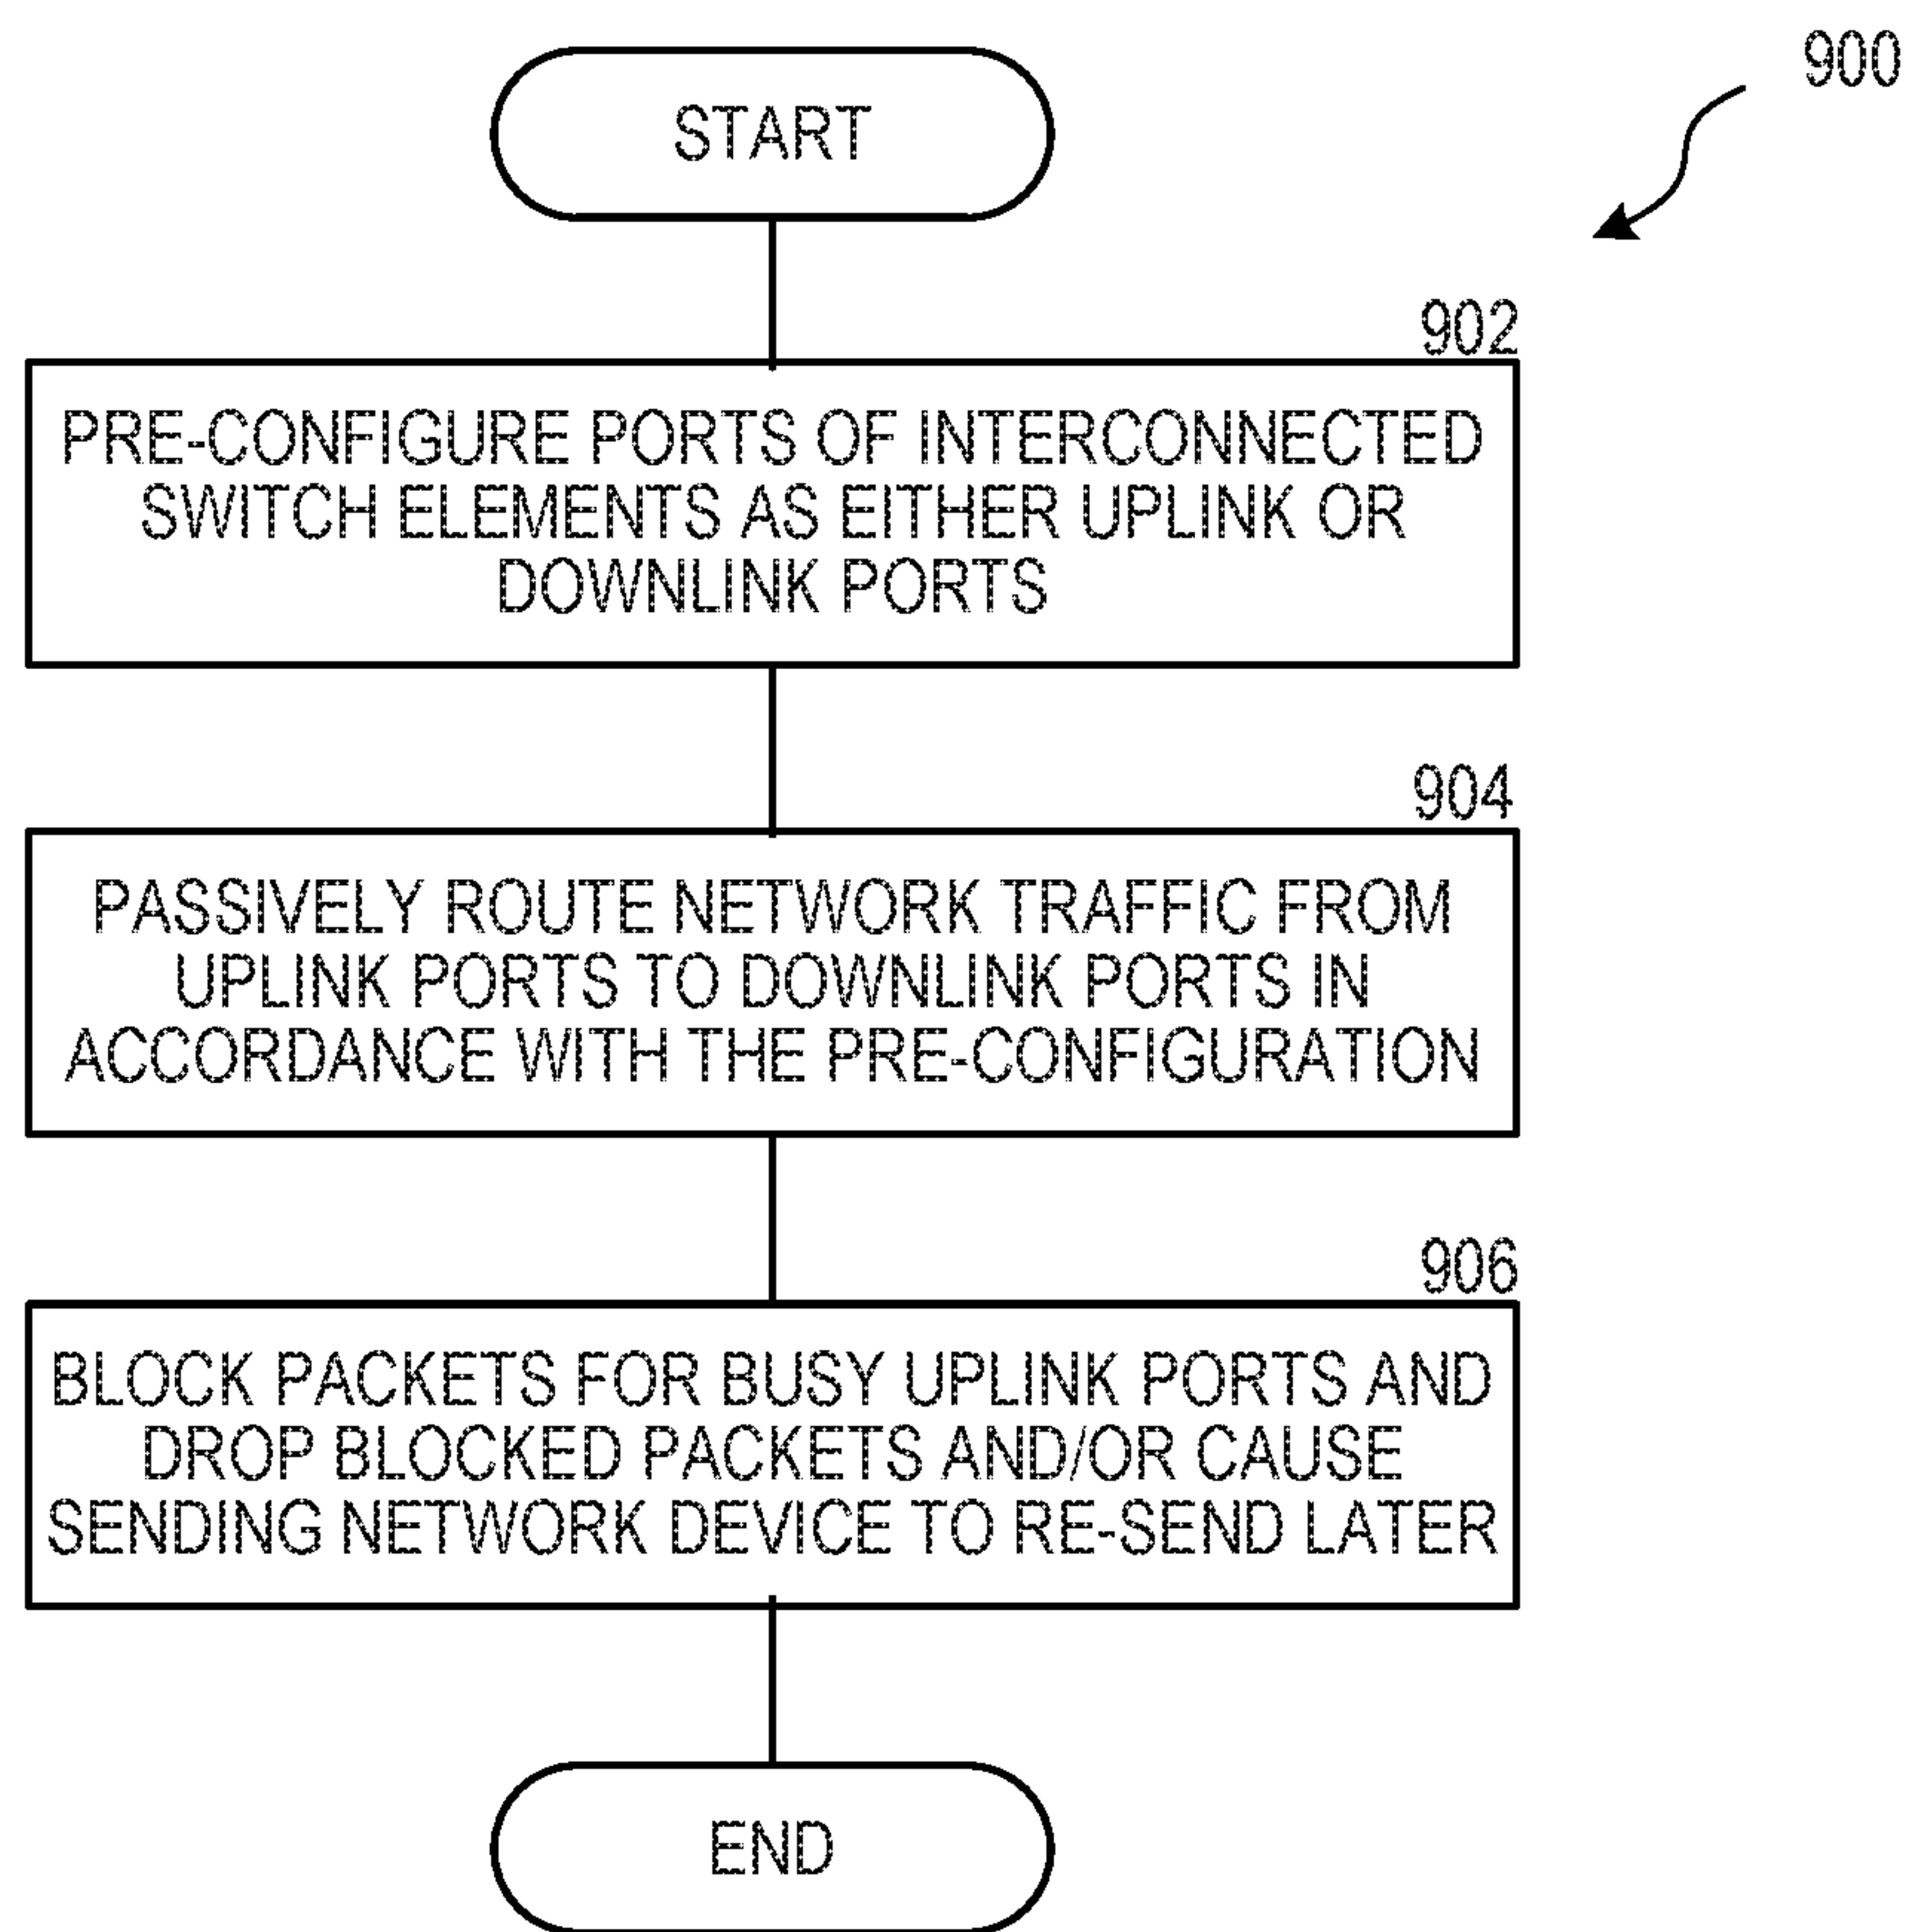 900
START
902
PRE-CONFIGURE PORTS OF INTERCONNECTED
SWITCH ELEMENTS AS EITHER UPLINK OR
DOWNLINK PORTS
904
PASSIVELY ROUTE NETWORK TRAFFIC FROM
UPLINK PORTS TO DOWNLINK PORTS IN
ACCORDANCE WITH THE PRE-CONFIGURATION
906
BLOCK PACKETS FOR BUSY UPLINK PORTS AND
DROP BLOCKED PACKETS AND/OR CAUSE
SENDING NETWORK DEVICE TO RE-SEND LATER
END